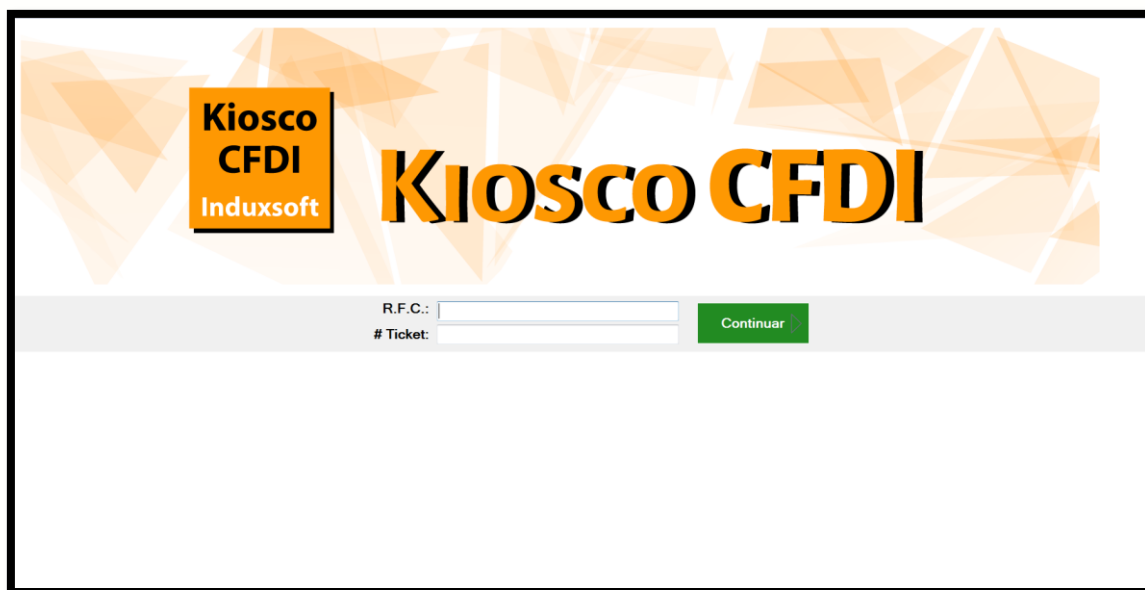 Kiosco
CFDI
Induxsoft
Kiosco CFDI
R.F.C.:
# Ticket:
Continuar